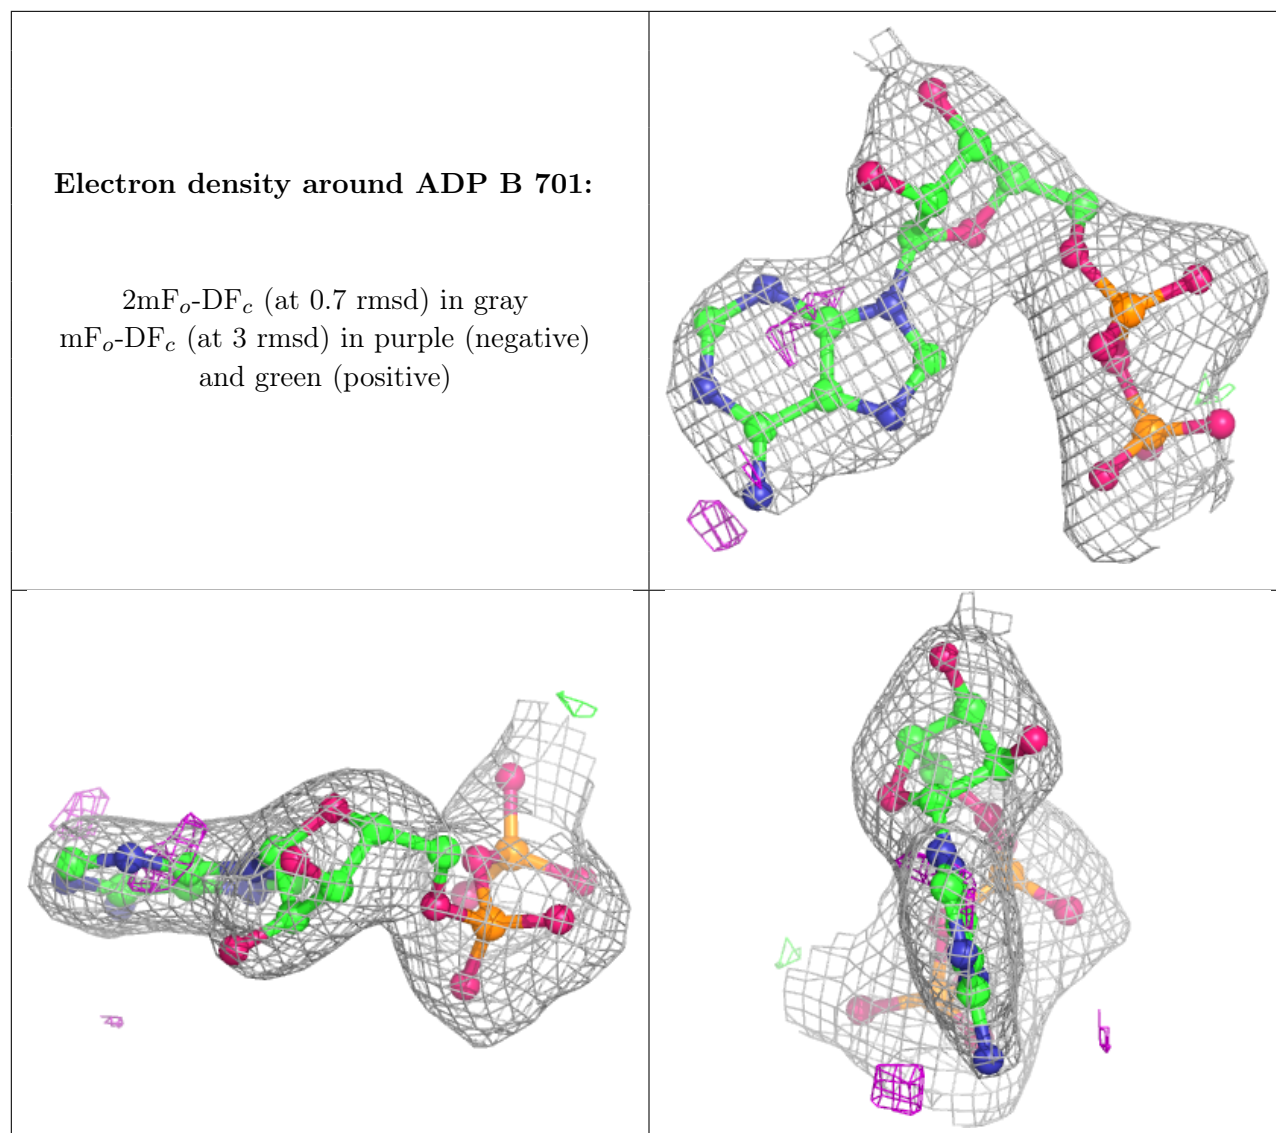 Electron density around ADP B 701:
2mFo-DFc (at 0.7 rmsd) in gray
mFo-DFc (at 3 rmsd) in purple (negative)
and green (positive)